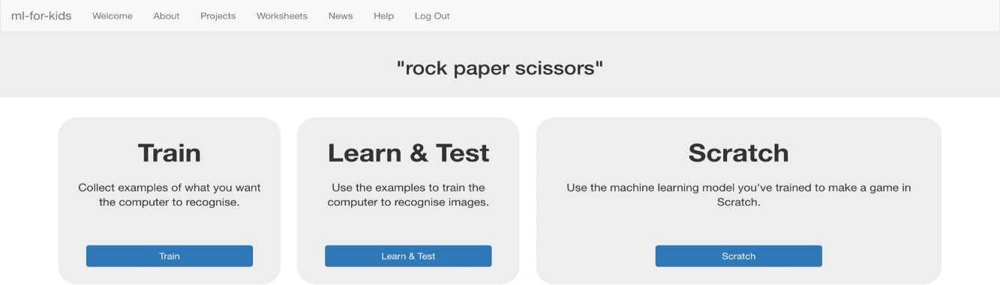 ml-for-kids Welcome About Projects Worksheets News Help Log Out
"rock paper scissors"
Train
Collect examples of what you want
the computer to recognise.
Train
Learn & Test
Use the examples to train the
computer to recognise images.
Learn & Test
Scratch
Use the machine learning model you've trained to make a game in
Scratch.
Scratch